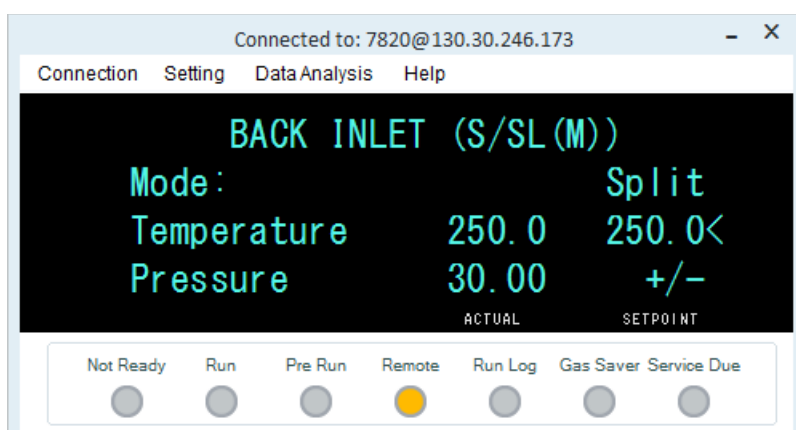 Connected to: 7820@130.30.246.173
Connection Setting Data Analysis Help
BACK INLET (S/SL(M))
Mode: Split
Temperature 250.0 250.0<
Pressure 30.00 +/-
ACTUAL SETPOINT
Not Ready Run Pre Run Remote Run Log Gas Saver Service Due